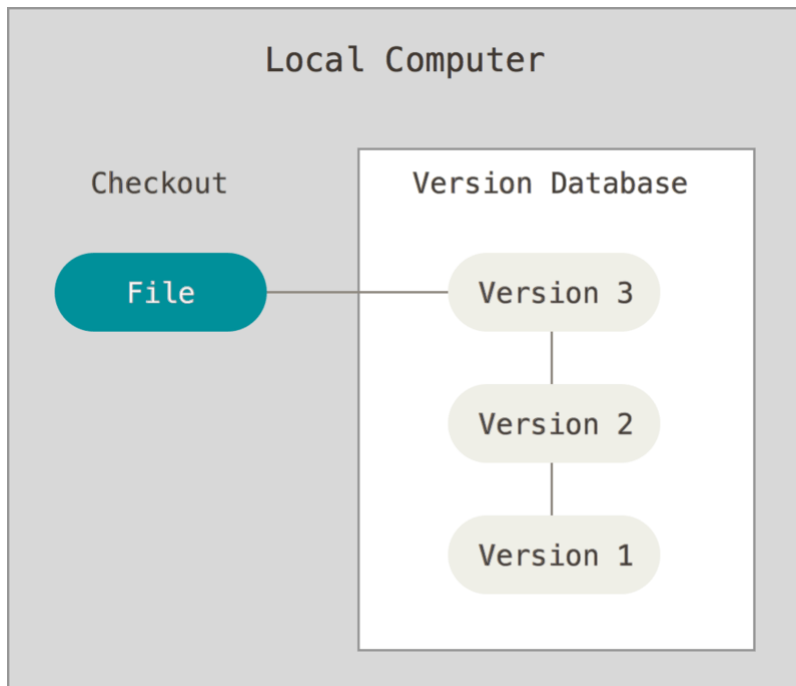 Local Computer
Checkout
Version Database
File
Version 3
Version 2
Version 1